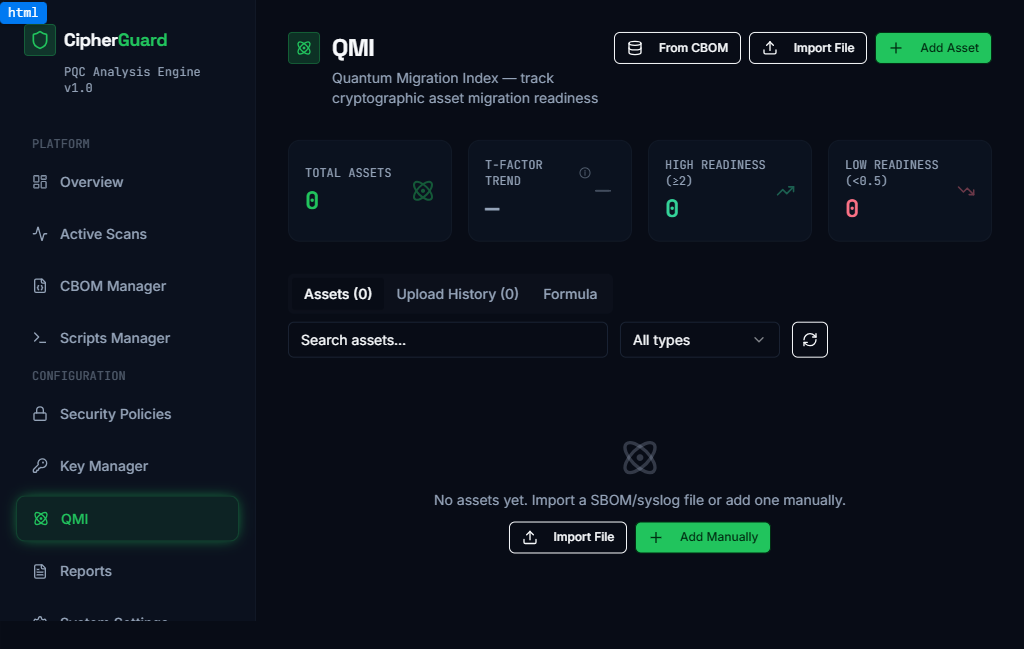 html
CipherGuard
PQC Analysis Engine
v1.0
PLATFORM
Overview
Active Scans
CBOM Manager
Scripts Manager
CONFIGURATION
Security Policies
Key Manager
QMI
Reports
System Settings
QMI
Quantum Migration Index — track
cryptographic asset migration readiness
From CBOM
Import File
Add Asset
TOTAL ASSETS
0
T-FACTOR
TREND
—
HIGH READINESS
(≥2)
0
LOW READINESS
(<0.5)
0
Assets (0)
Upload History (0)
Formula
Search assets...
All types
No assets yet. Import a SBOM/syslog file or add one manually.
Import File
Add Manually